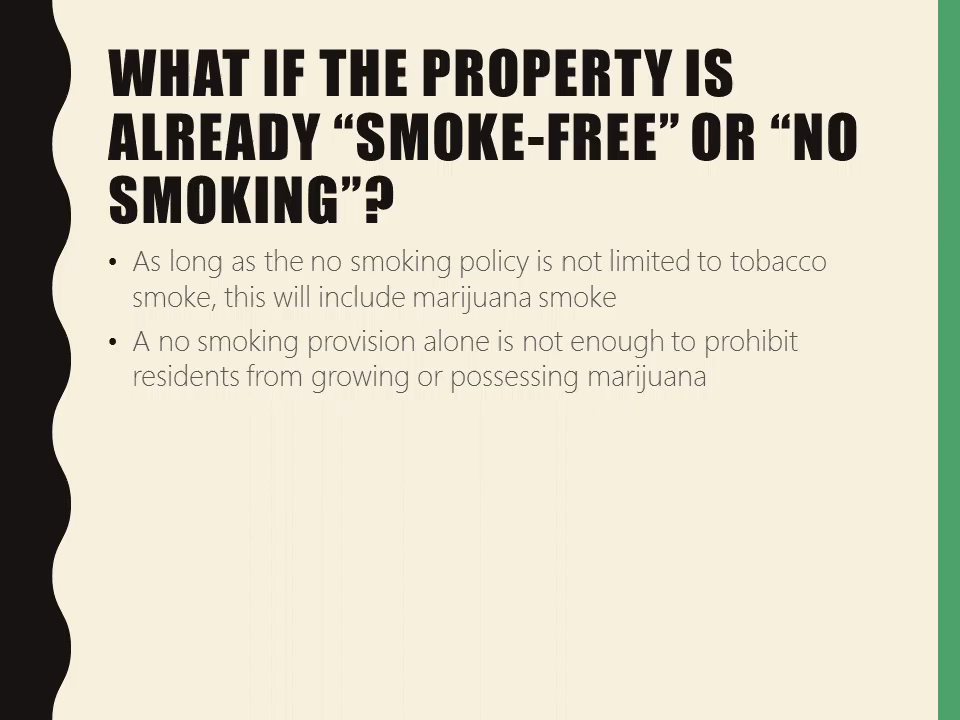 WHAT IF THE PROPERTY IS
ALREADY “SMOKE-FREE” OR “NO
SMOKING”?
• As long as the no smoking policy is not limited to tobacco
smoke, this will include marijuana smoke
• A no smoking provision alone is not enough to prohibit
residents from growing or possessing marijuana